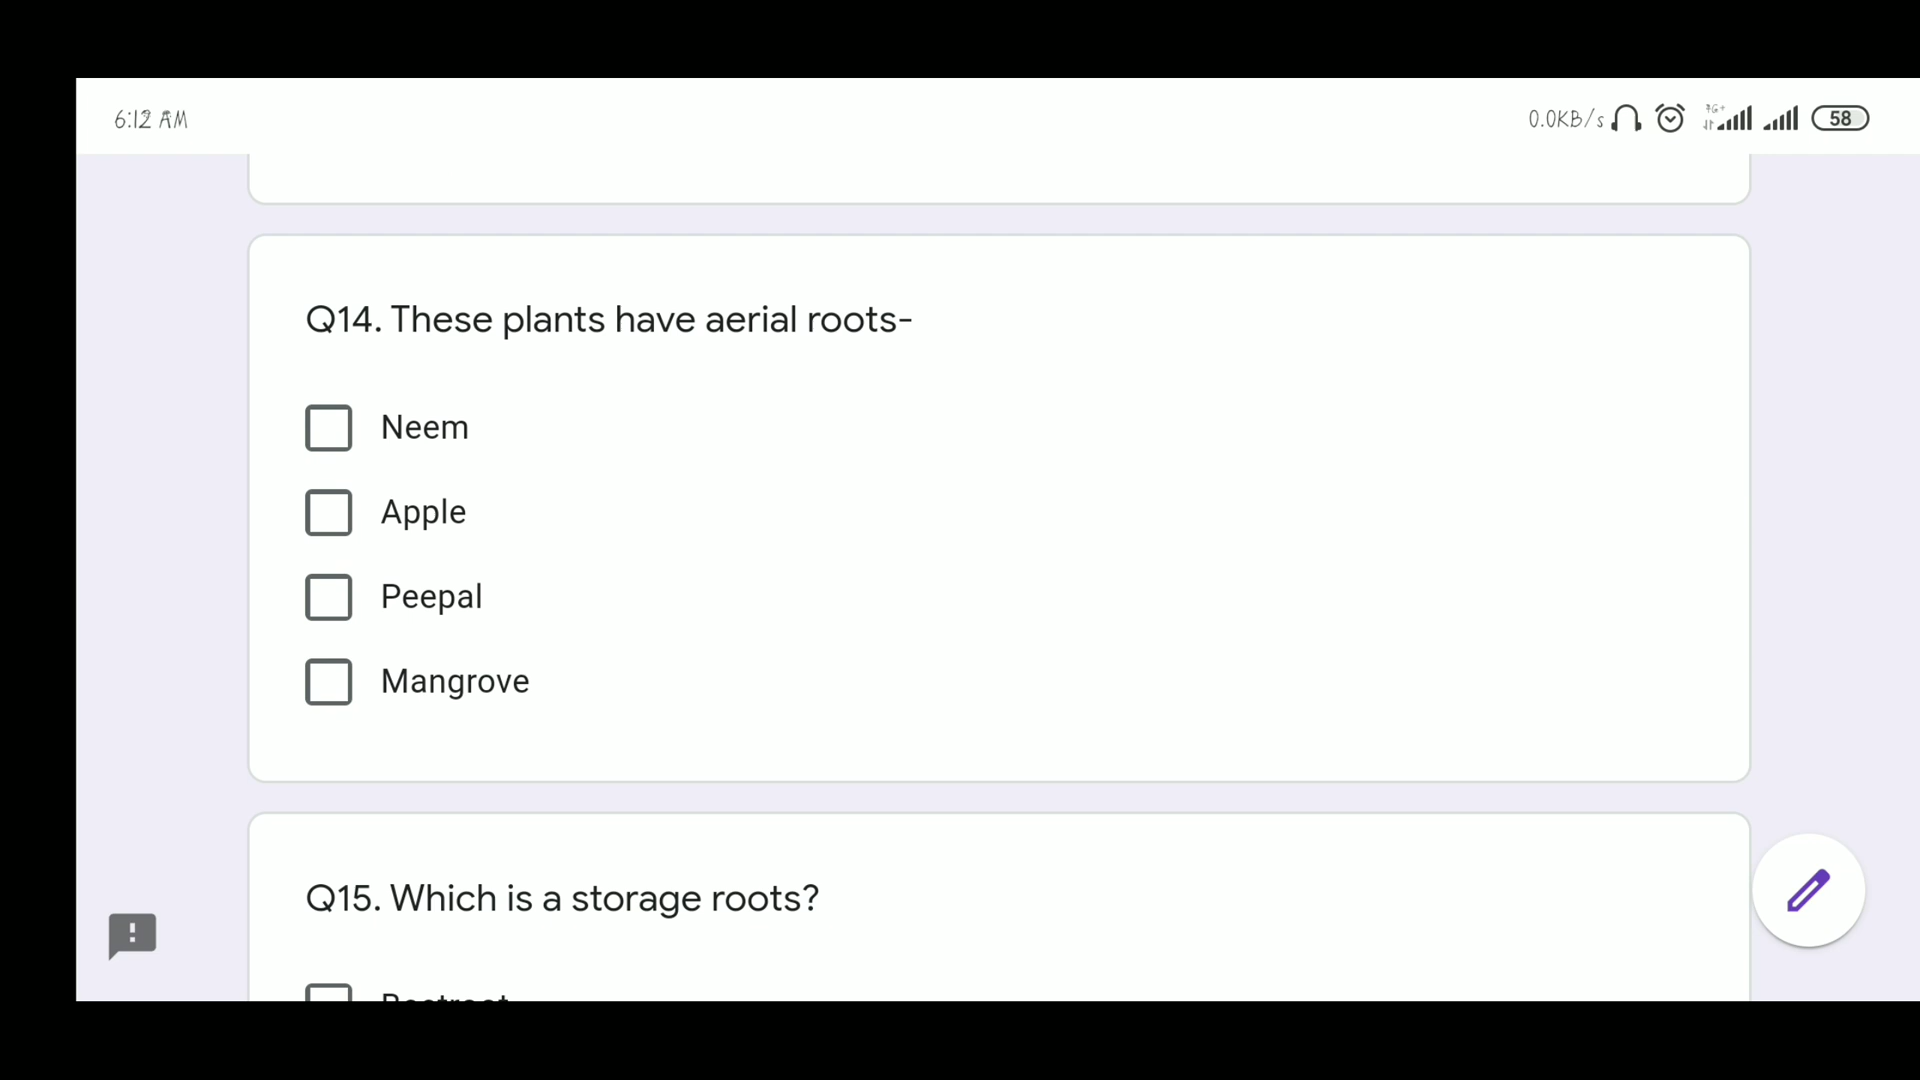 6:12 AM
0.0KB/s 4G+ 58
Q14. These plants have aerial roots-
Neem
Apple
Peepal
Mangrove
Q15. Which is a storage roots?